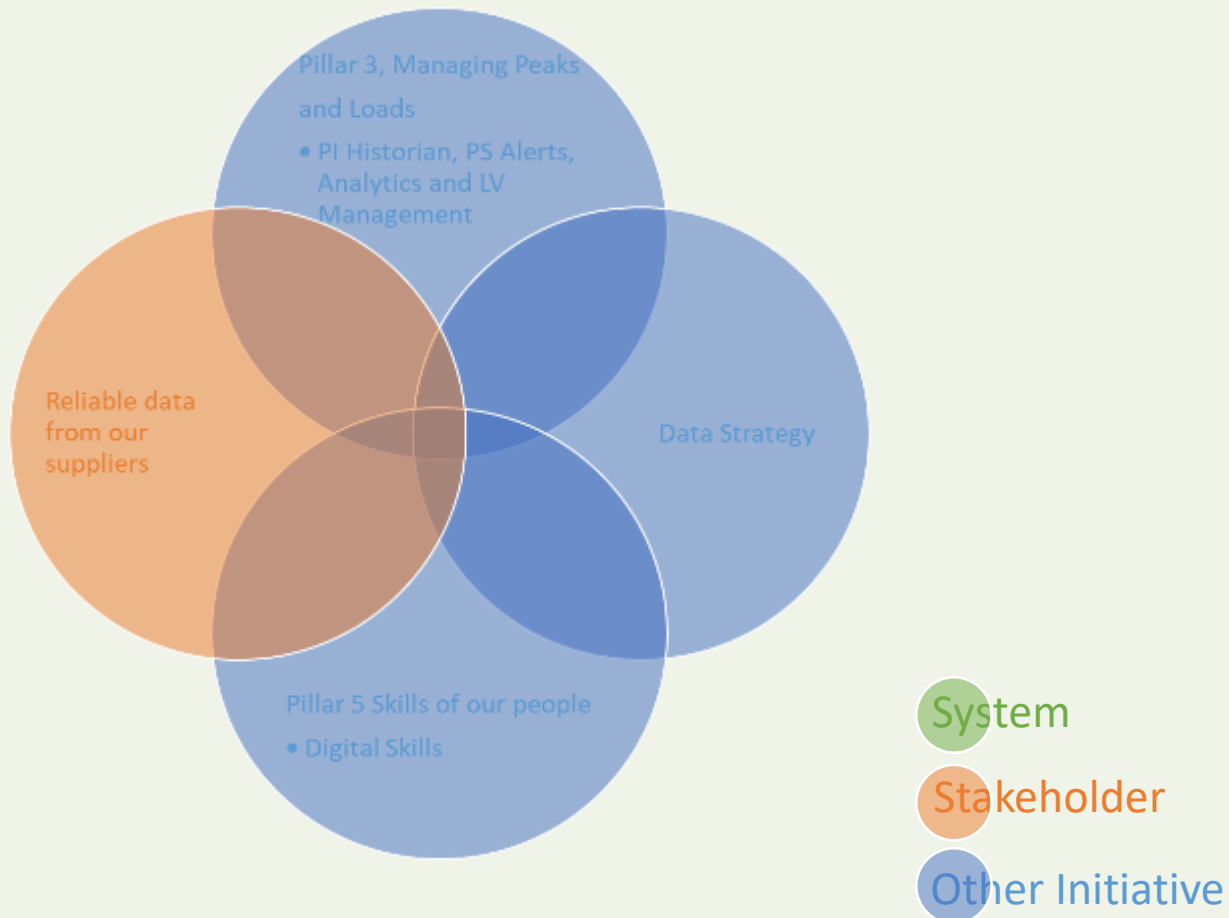 Pillar 3, Managing Peaks
and Loads
• PI Historian, PS Alerts,
Analytics and LV
Management
Reliable data
from our
suppliers
Data Strategy
Pillar 5 Skills of our people
• Digital Skills
System
Stakeholder
Other Initiative